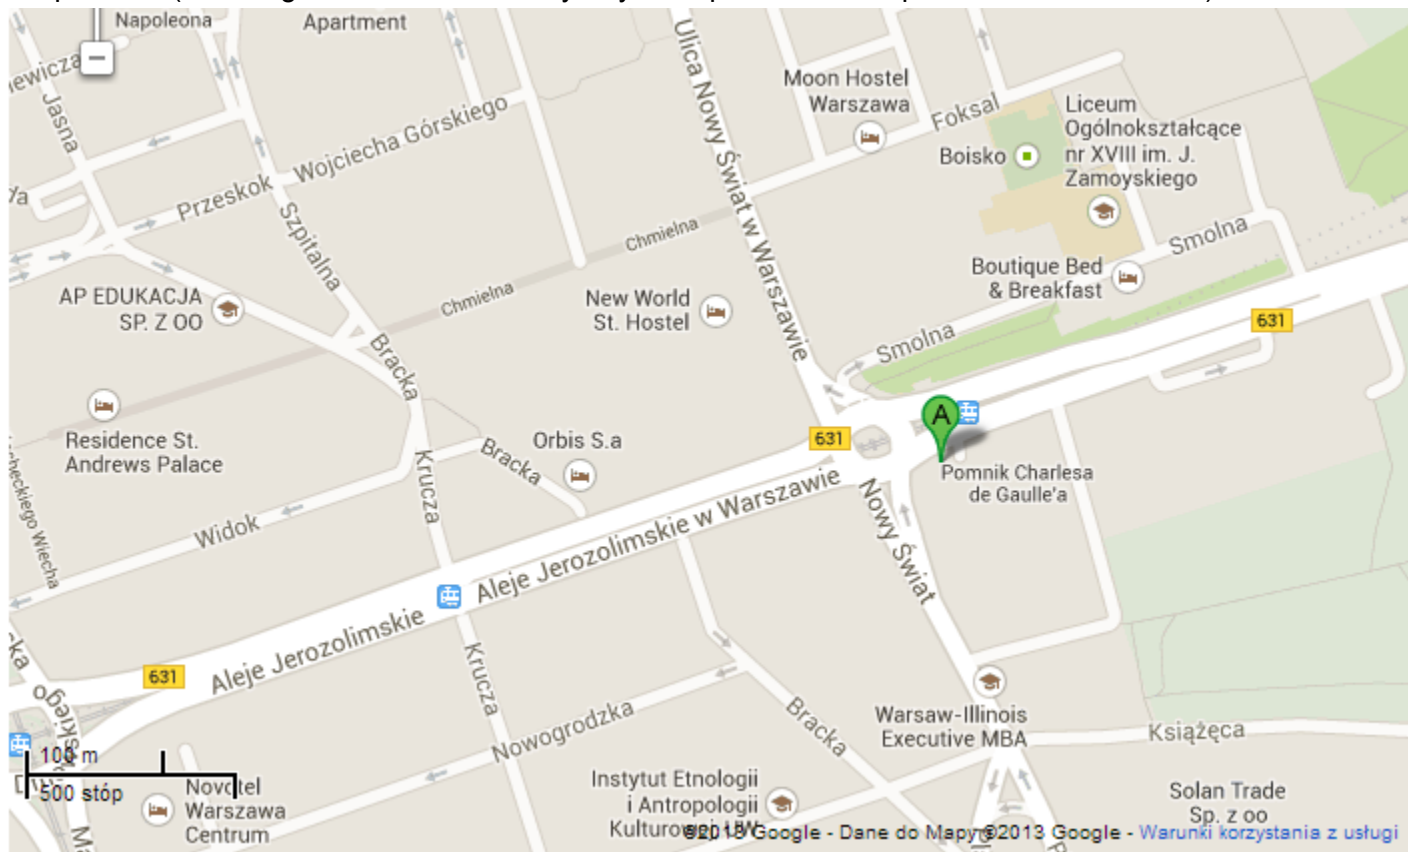 Napoleona
Apartment
Jasna
Wojciecha Górskiego
Przeskok
Szpitalna
Ulica Nowy Świat w Warszawie
Moon Hostel
Warszawa
Foksal
Liceum
Ogólnokształcące
nr XVIII im. J.
Zamoyskiego
Boisko
Chmielna
Chmielna
Smolna
Boutique Bed
& Breakfast
AP EDUKACJA
SP. Z OO
New World
St. Hostel
631
Bracka
Smolna
Residence St.
Andrews Palace
Orbis S.a
631
A
Pomnik Charlesa
de Gaulle'a
Krucza
Bracka
Widok
Aleje Jerozolimskie w Warszawie
Nowy Świat
Aleje Jerozolimskie
631
Krucza
Nowogrodzka
Bracka
Warsaw-Illinois
Executive MBA
Książęca
100 m
500 stóp
Novotel
Warszawa
Centrum
Instytut Etnologii
i Antropologii
Kulturowej, UW
Solan Trade
Sp. z oo
©2013 Google - Dane do Mapy ©2013 Google - Warunki korzystania z usługi